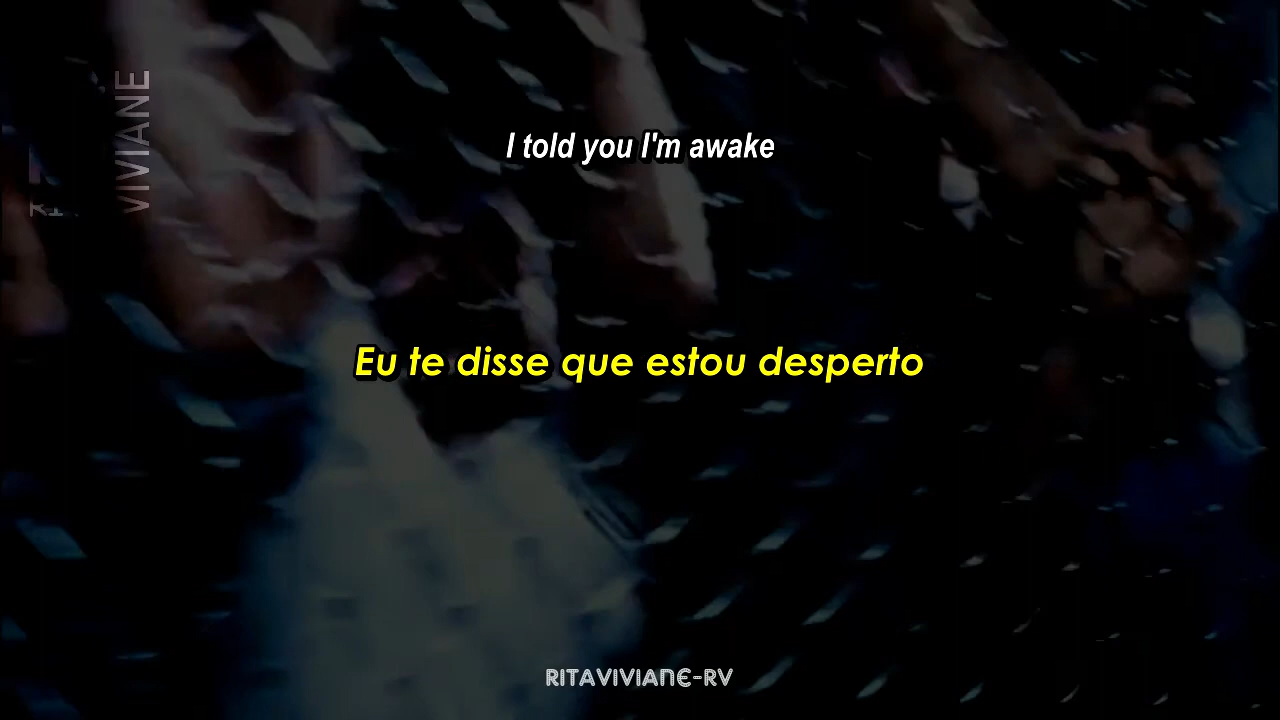 VIVIANE
I told you I'm awake
Eu te disse que estou desperto
RITAVIVIANE-RV